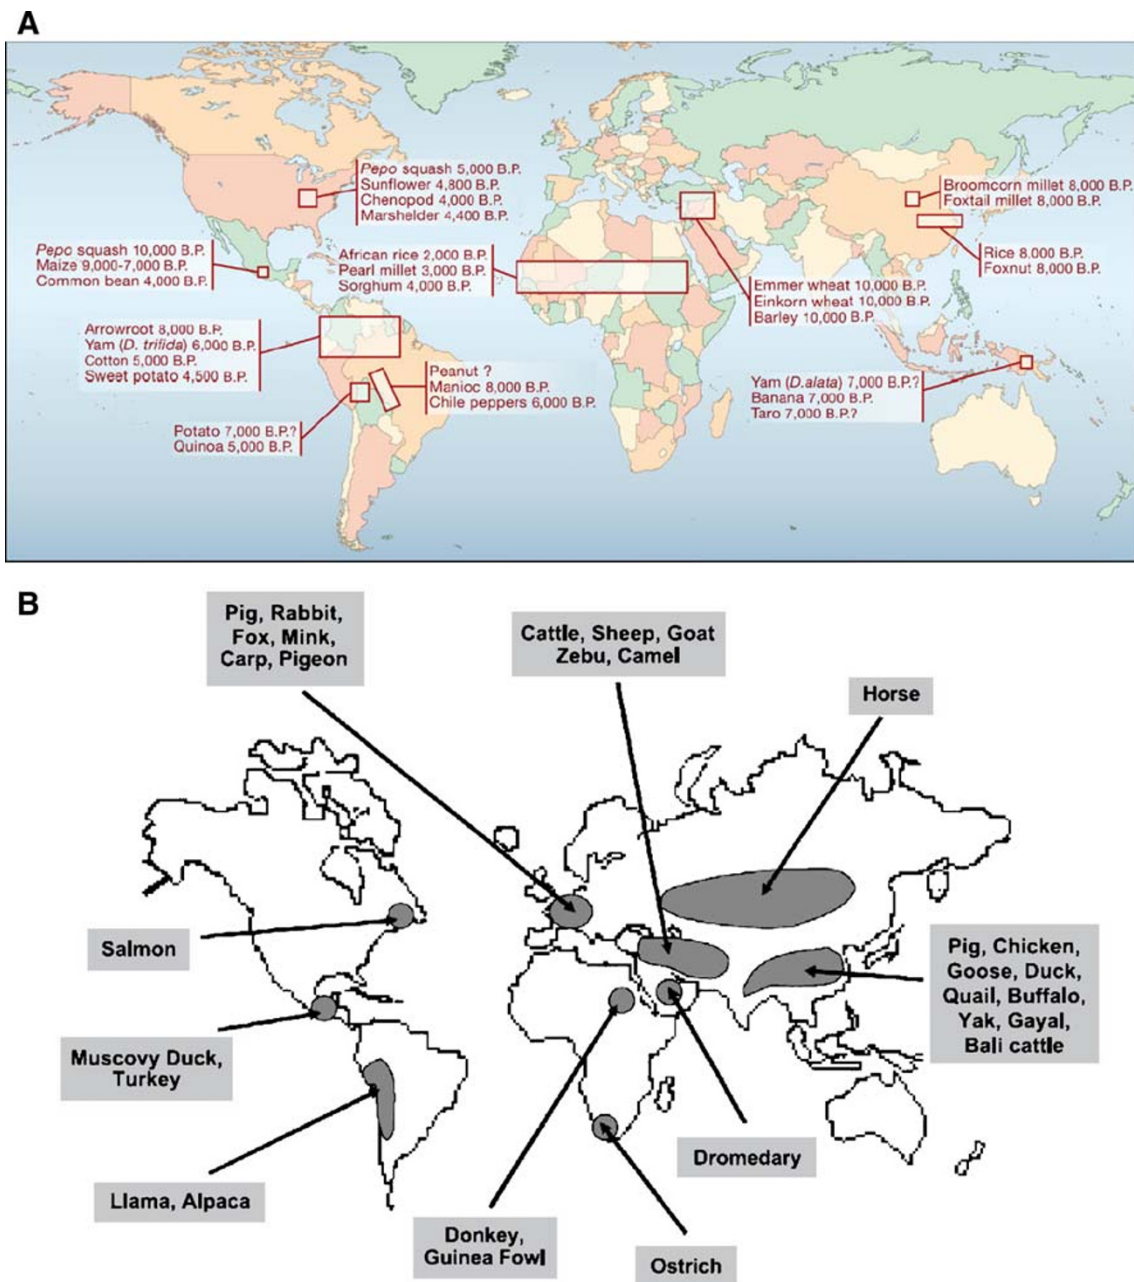 A
Pepo squash 5,000 B.P.
Sunflower 4,800 B.P.
Chenopod 4,000 B.P.
Marshelder 4,400 B.P.
Broomcorn millet 8,000 B.P.
Foxtail millet 8,000 B.P.
Pepo squash 10,000 B.P.
Maize 9,000-7,000 B.P.
Common bean 4,000 B.P.
African rice 2,000 B.P.
Pearl millet 3,000 B.P.
Sorghum 4,000 B.P.
Rice 8,000 B.P.
Foxnut 8,000 B.P.
Emmer wheat 10,000 B.P.
Einkorn wheat 10,000 B.P.
Barley 10,000 B.P.
Arrowroot 8,000 B.P.
Yam (D. trifida) 6,000 B.P.
Cotton 5,000 B.P.
Sweet potato 4,500 B.P.
Peanut ?
Manioc 8,000 B.P.
Chile peppers 6,000 B.P.
Yam (D.alata) 7,000 B.P.?
Banana 7,000 B.P.
Taro 7,000 B.P.?
Potato 7,000 B.P.?
Quinoa 5,000 B.P.
B
Pig, Rabbit,
Fox, Mink,
Carp, Pigeon
Cattle, Sheep, Goat
Zebu, Camel
Horse
Salmon
Pig, Chicken,
Goose, Duck,
Quail, Buffalo,
Yak, Gayal,
Bali cattle
Muscovy Duck,
Turkey
Dromedary
Llama, Alpaca
Donkey,
Guinea Fowl
Ostrich